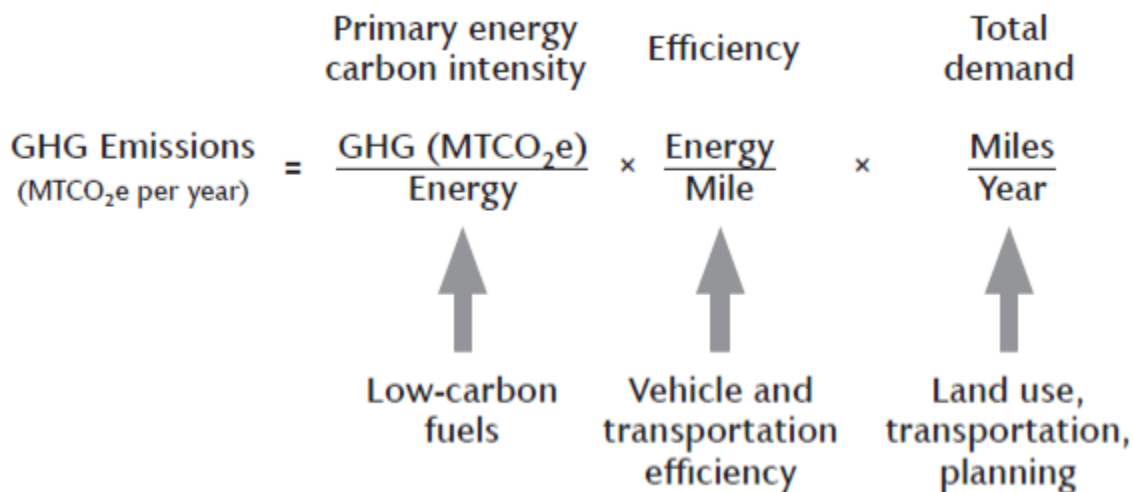 Primary energy
carbon intensity
Efficiency
Total
demand
GHG Emissions
(MTCO₂e per year)
=
GHG (MTCO₂e)
Energy
×
Energy
Mile
×
Miles
Year
Low-carbon
fuels
Vehicle and
transportation
efficiency
Land use,
transportation,
planning